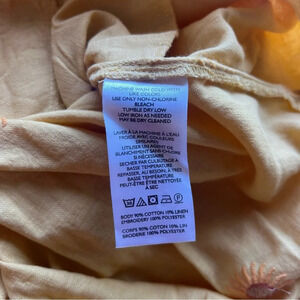 MACHINE WASH COLD WITH
LIKE COLORS
USE ONLY NON-CHLORINE
BLEACH
TUMBLE DRY LOW
LOW IRON AS NEEDED
MAY BE DRY CLEANED
LAVER À LA MACHINE À L'EAU
FROIDE AVEC COULEURS
SIMILAIRES
UTILISER UN AGENT DE
BLANCHIMENT SANS CHLORE
SI NÉCESSAIRE
SÉCHER PAR CULBUTAGE À
BASSE TEMPÉRATURE
REPASSER, AU BESOIN, À TRÈS
BASSE TEMPÉRATURE
PEUT-ÊTRE ÊTRE NETTOYÉ
À SEC
BODY 90% COTTON 10% LINEN
EMBROIDERY 100% POLYESTER
CORPS 90% COTON 10% LIN
BRODERIE 100% POLYESTER